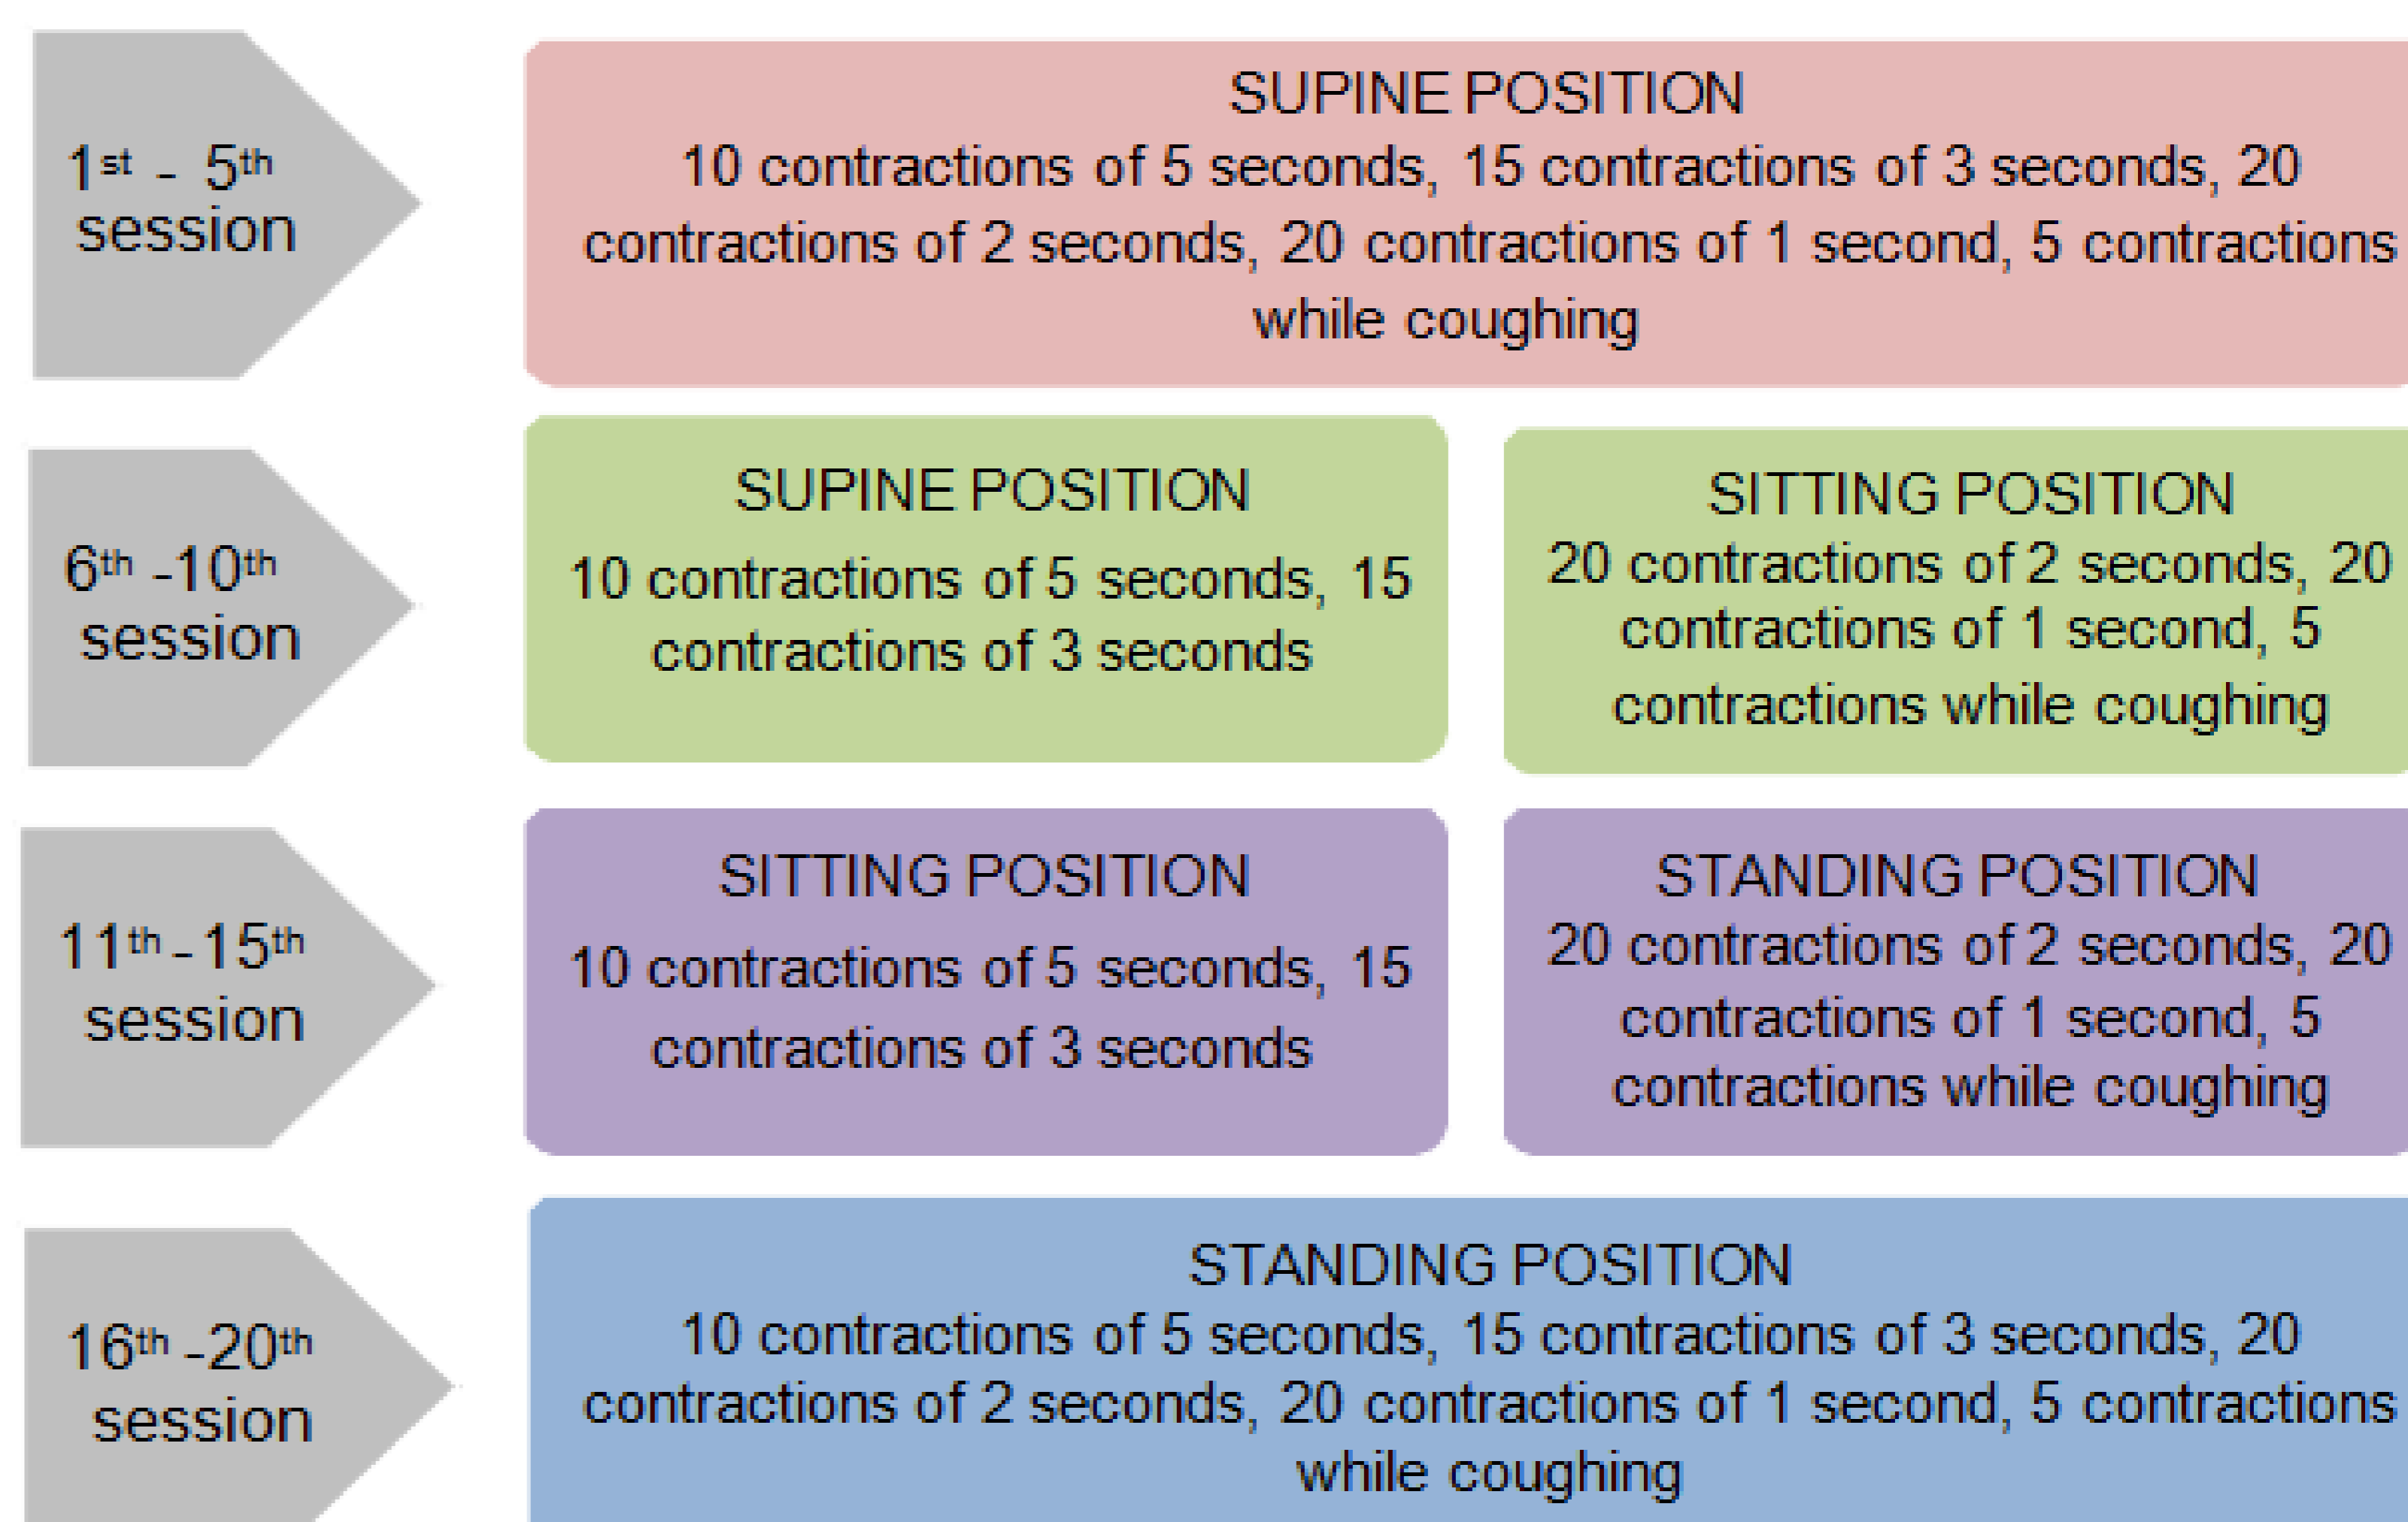 1st - 5th
session
SUPINE POSITION
10 contractions of 5 seconds, 15 contractions of 3 seconds, 20
contractions of 2 seconds, 20 contractions of 1 second, 5 contractions
while coughing
6th -10th
session
SUPINE POSITION
10 contractions of 5 seconds, 15
contractions of 3 seconds
SITTING POSITION
20 contractions of 2 seconds, 20
contractions of 1 second, 5
contractions while coughing
11th -15th
session
SITTING POSITION
10 contractions of 5 seconds, 15
contractions of 3 seconds
STANDING POSITION
20 contractions of 2 seconds, 20
contractions of 1 second, 5
contractions while coughing
16th -20th
session
STANDING POSITION
10 contractions of 5 seconds, 15 contractions of 3 seconds, 20
contractions of 2 seconds, 20 contractions of 1 second, 5 contractions
while coughing